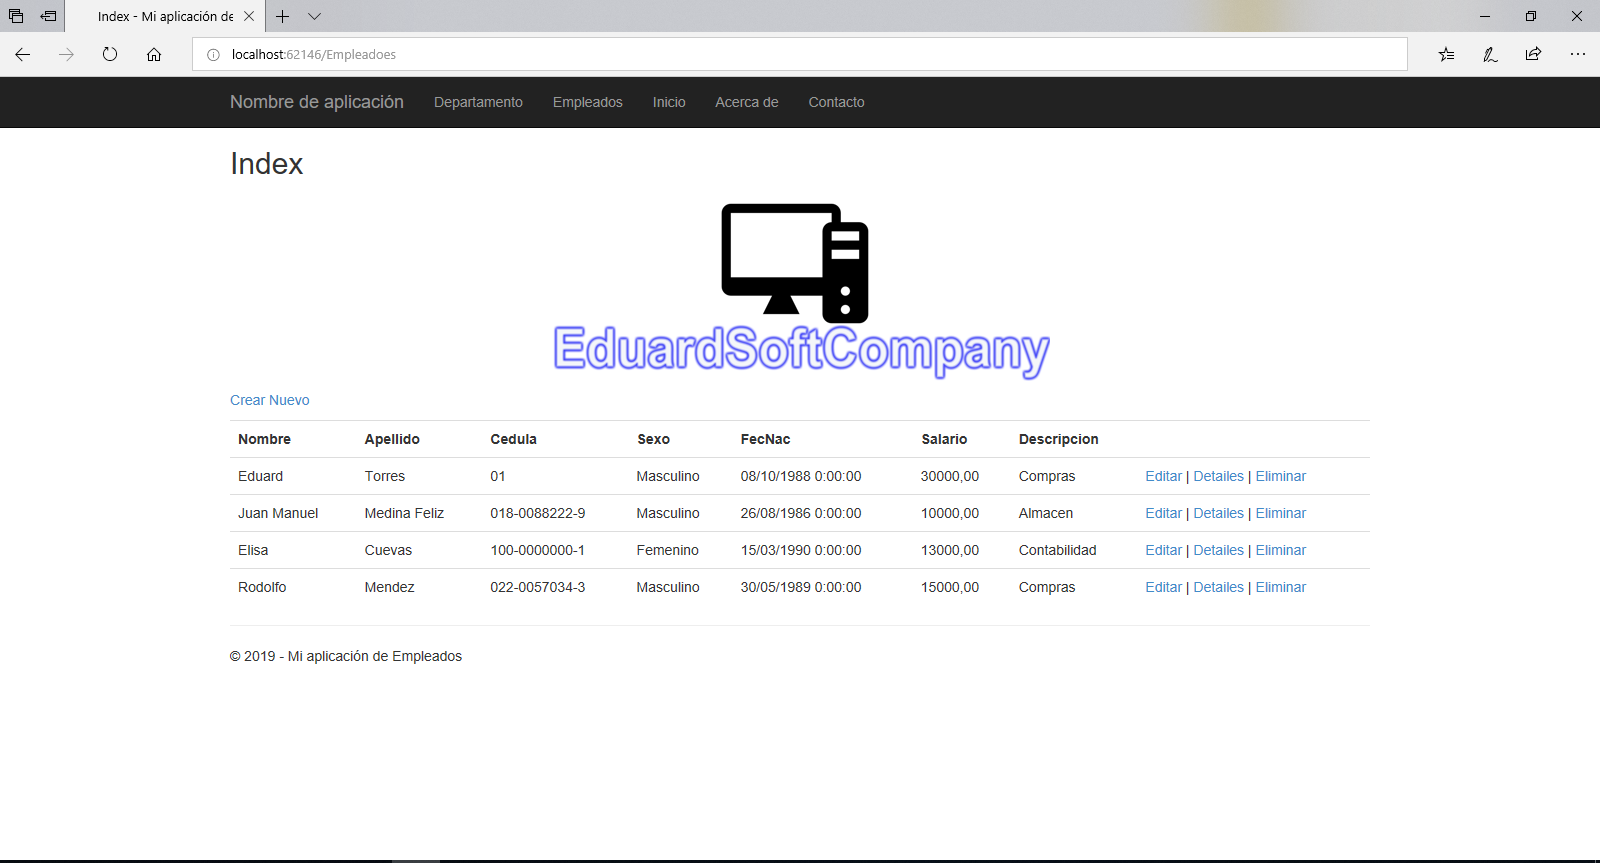 Index - Mi aplicación de
localhost:62146/Empleadoes
Nombre de aplicación Departamento Empleados Inicio Acerca de Contacto
Index
EduardSoftCompany
Crear Nuevo
Nombre Apellido Cedula Sexo FecNac Salario Descripcion
Eduard Torres 01 Masculino 08/10/1988 0:00:00 30000,00 Compras Editar | Detailes | Eliminar
Juan Manuel Medina Feliz 018-0088222-9 Masculino 26/08/1986 0:00:00 10000,00 Almacen Editar | Detailes | Eliminar
Elisa Cuevas 100-0000000-1 Femenino 15/03/1990 0:00:00 13000,00 Contabilidad Editar | Detailes | Eliminar
Rodolfo Mendez 022-0057034-3 Masculino 30/05/1989 0:00:00 15000,00 Compras Editar | Detailes | Eliminar
© 2019 - Mi aplicación de Empleados